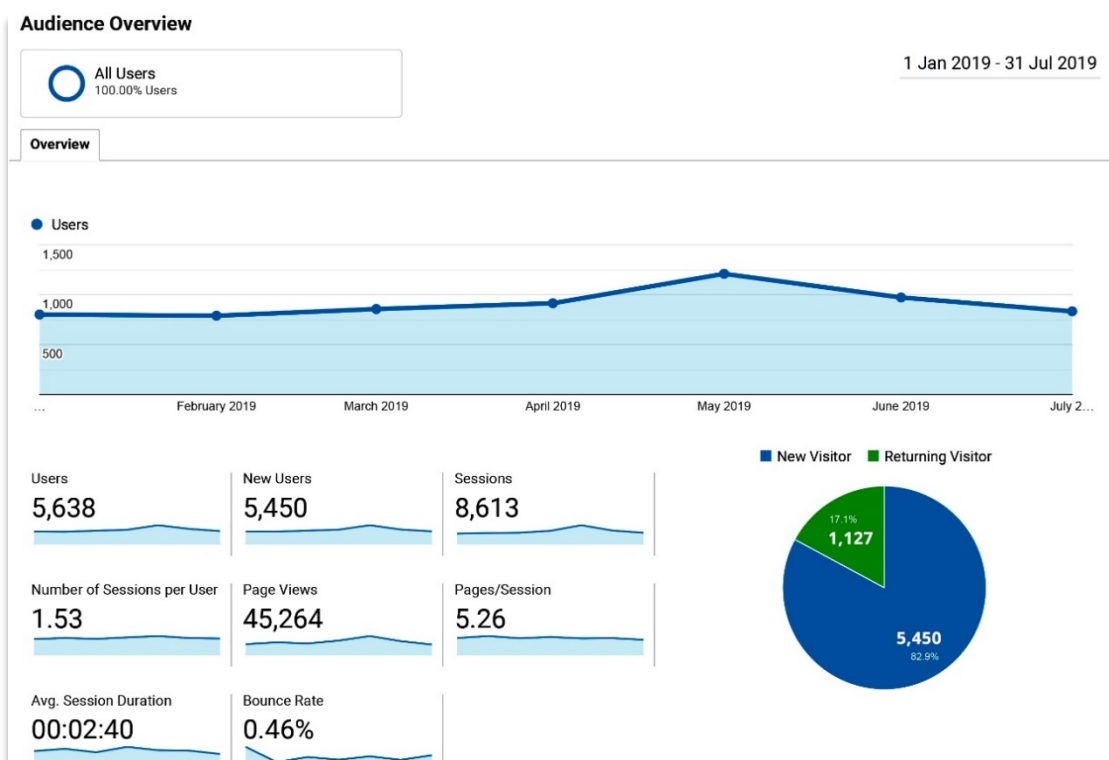 Audience Overview
All Users
100.00% Users
1 Jan 2019 - 31 Jul 2019
Overview
Users
1,500
1,000
500
... February 2019 March 2019 April 2019 May 2019 June 2019 July 2...
New Visitor Returning Visitor
Users New Users Sessions
5,638 5,450 8,613
17.1%
1,127
Number of Sessions per User Page Views Pages/Session
1.53 45,264 5.26
5,450
82.9%
Avg. Session Duration Bounce Rate
00:02:40 0.46%